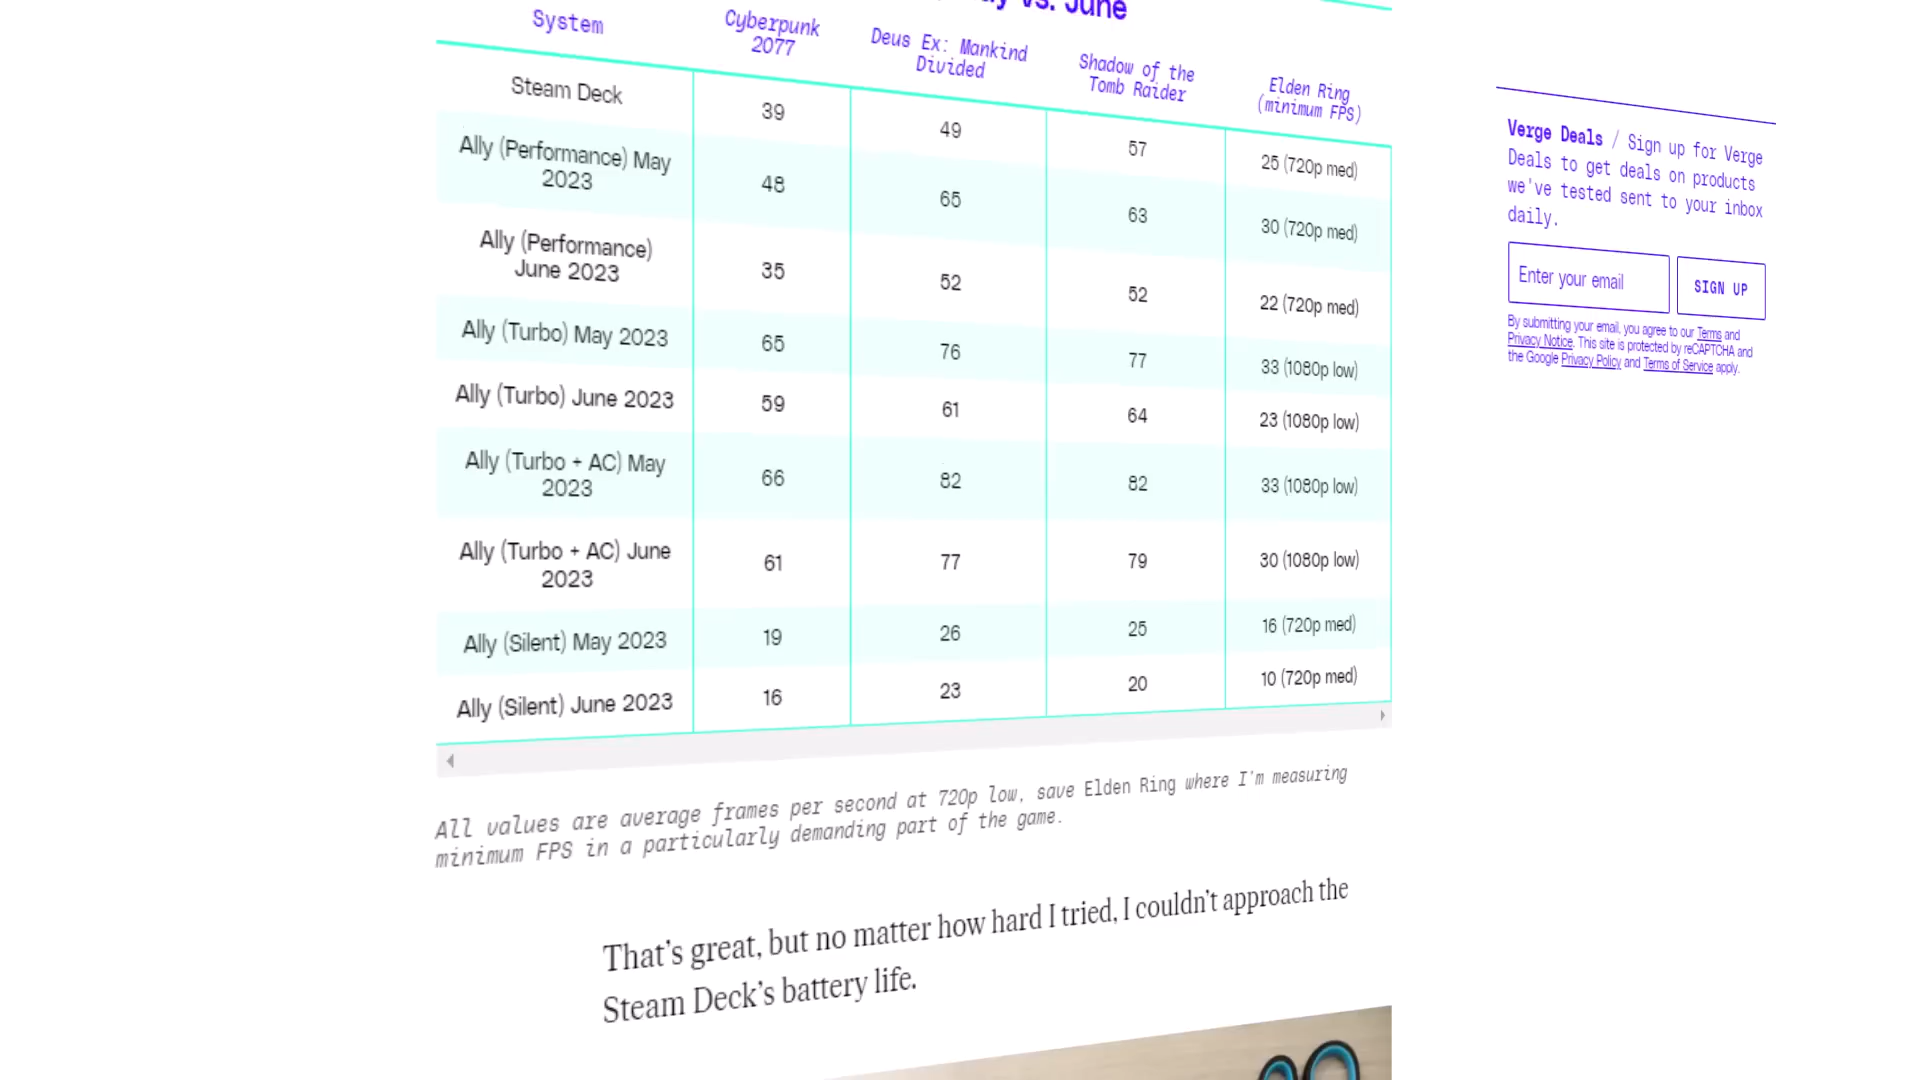 vs. June
System
Cyberpunk
2077
Deus Ex: Mankind
Divided
Shadow of the
Tomb Raider
Elden Ring
(minimum FPS)
Steam Deck
39
49
57
25 (720p med)
Ally (Performance) May
2023
48
65
63
30 (720p med)
Ally (Performance)
June 2023
35
52
52
22 (720p med)
Ally (Turbo) May 2023
65
76
77
33 (1080p low)
Ally (Turbo) June 2023
59
61
64
23 (1080p low)
Ally (Turbo + AC) May
2023
66
82
82
33 (1080p low)
Ally (Turbo + AC) June
2023
61
77
79
30 (1080p low)
Ally (Silent) May 2023
19
26
25
16 (720p med)
Ally (Silent) June 2023
16
23
20
10 (720p med)
All values are average frames per second at 720p low, save Elden Ring where I'm measuring
minimum FPS in a particularly demanding part of the game.
That's great, but no matter how hard I tried, I couldn't approach the
Steam Deck's battery life.
Verge Deals / Sign up for Verge
Deals to get deals on products
we've tested sent to your inbox
daily.
Enter your email
SIGN UP
By submitting your email, you agree to our Terms and
Privacy Notice. This site is protected by reCAPTCHA and
the Google Privacy Policy and Terms of Service apply.